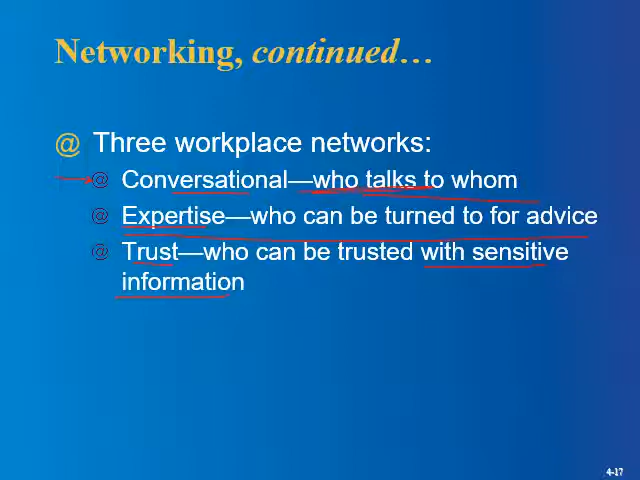 Networking, continued…
@ Three workplace networks:
@ Conversational—who talks to whom
@ Expertise—who can be turned to for advice
@ Trust—who can be trusted with sensitive
information
4-17